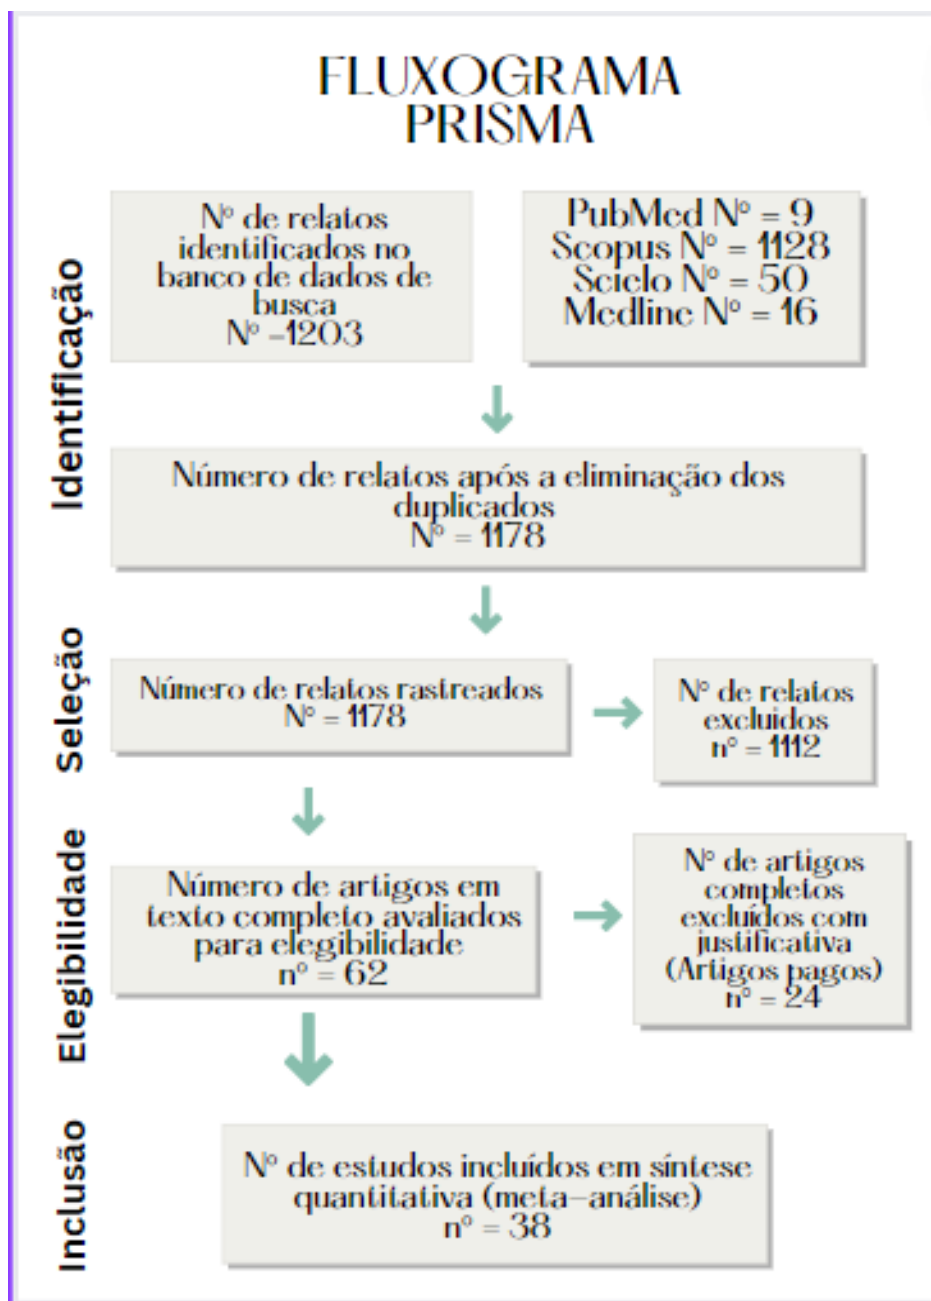 FLUXOGRAMA
PRISMA
Identificação
Nº de relatos
identificados no
banco de dados de
busca
Nº -1203
PubMed Nº = 9
Scopus Nº = 1128
Scielo Nº = 50
Medline Nº = 16
Número de relatos após a eliminação dos
duplicados
Nº = 1178
Seleção
Número de relatos rastreados
Nº = 1178
Nº de relatos
excluidos
nº = 1112
Elegibilidade
Número de artigos em
texto completo avaliados
para elegibilidade
nº = 62
Nº de artigos
completos
excluídos com
justificativa
(Artigos pagos)
nº = 24
Inclusão
Nº de estudos incluídos em síntese
quantitativa (meta-análise)
nº = 38